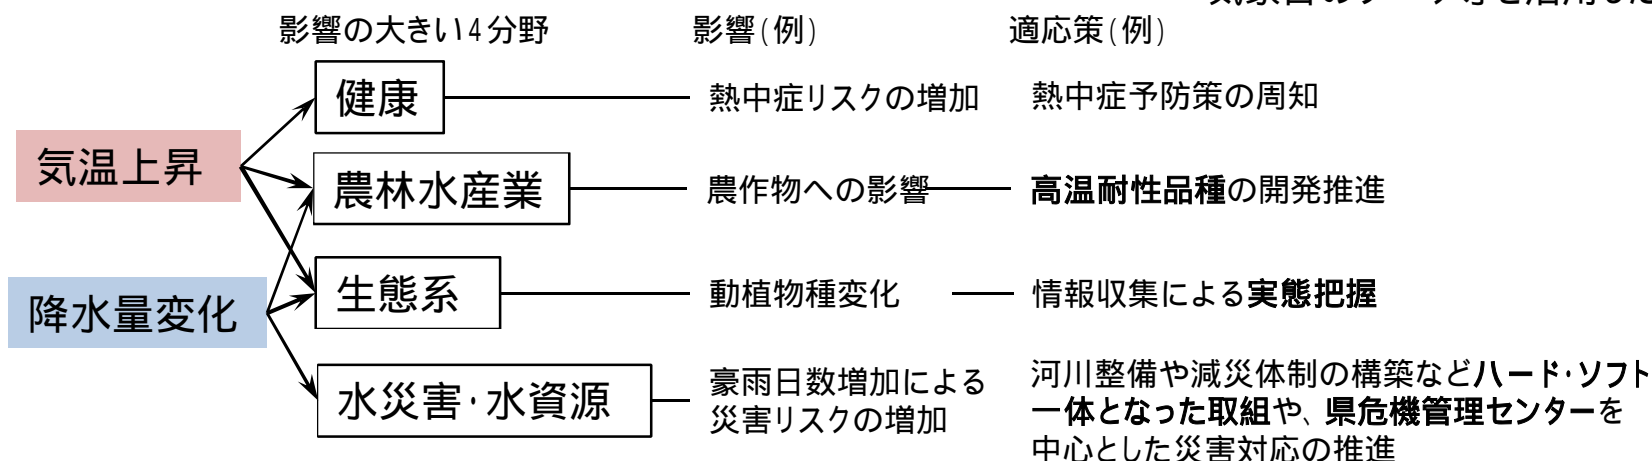 影響の大きい4分野 影響(例) 適応策(例)
健康 熱中症リスクの増加 熱中症予防策の周知
気温上昇
農林水産業 農作物への影響 高温耐性品種の開発推進
生態系 動植物種変化 情報収集による実態把握
降水量変化
水災害・水資源
豪雨日数増加による
災害リスクの増加
河川整備や減災体制の構築などハード・ソフト
一体となった取組や、県危機管理センターを
中心とした災害対応の推進